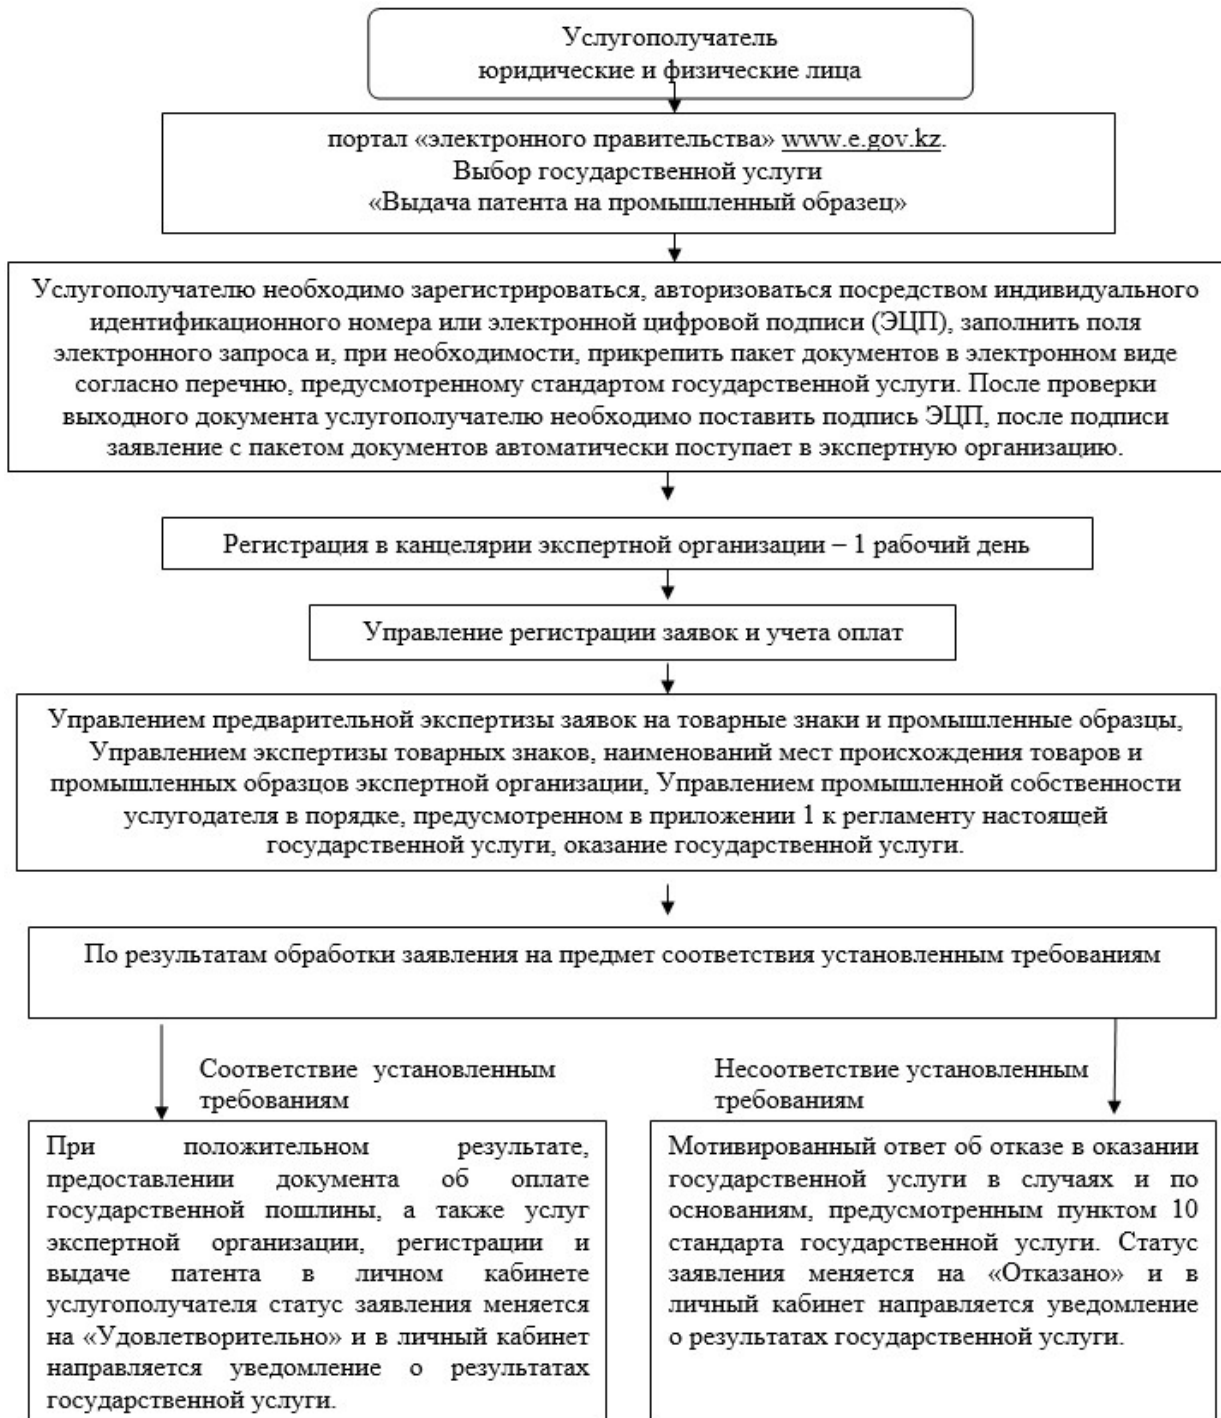 Услугополучатель
юридические и физические лица
портал «электронного правительства» www.e.gov.kz.
Выбор государственной услуги
«Выдача патента на промышленный образец»
Услугополучателю необходимо зарегистрироваться, авторизоваться посредством индивидуального
идентификационного номера или электронной цифровой подписи (ЭЦП), заполнить поля
электронного запроса и, при необходимости, прикрепить пакет документов в электронном виде
согласно перечню, предусмотренному стандартом государственной услуги. После проверки
выходного документа услугополучателю необходимо поставить подпись ЭЦП, после подписи
заявление с пакетом документов автоматически поступает в экспертную организацию.
Регистрация в канцелярии экспертной организации – 1 рабочий день
Управление регистрации заявок и учета оплат
Управлением предварительной экспертизы заявок на товарные знаки и промышленные образцы,
Управлением экспертизы товарных знаков, наименований мест происхождения товаров и
промышленных образцов экспертной организации, Управлением промышленной собственности
услугодателя в порядке, предусмотренном в приложении 1 к регламенту настоящей
государственной услуги, оказание государственной услуги.
По результатам обработки заявления на предмет соответствия установленным требованиям
Соответствие установленным
требованиям
При положительном результате,
предоставлении документа об оплате
государственной пошлины, а также услуг
экспертной организации, регистрации и
выдаче патента в личном кабинете
услугополучателя статус заявления меняется
на «Удовлетворительно» и в личный кабинет
направляется уведомление о результатах
государственной услуги.
Несоответствие установленным
требованиям
Мотивированный ответ об отказе в оказании
государственной услуги в случаях и по
основаниям, предусмотренным пунктом 10
стандарта государственной услуги. Статус
заявления меняется на «Отказано» и в
личный кабинет направляется уведомление
о результатах государственной услуги.